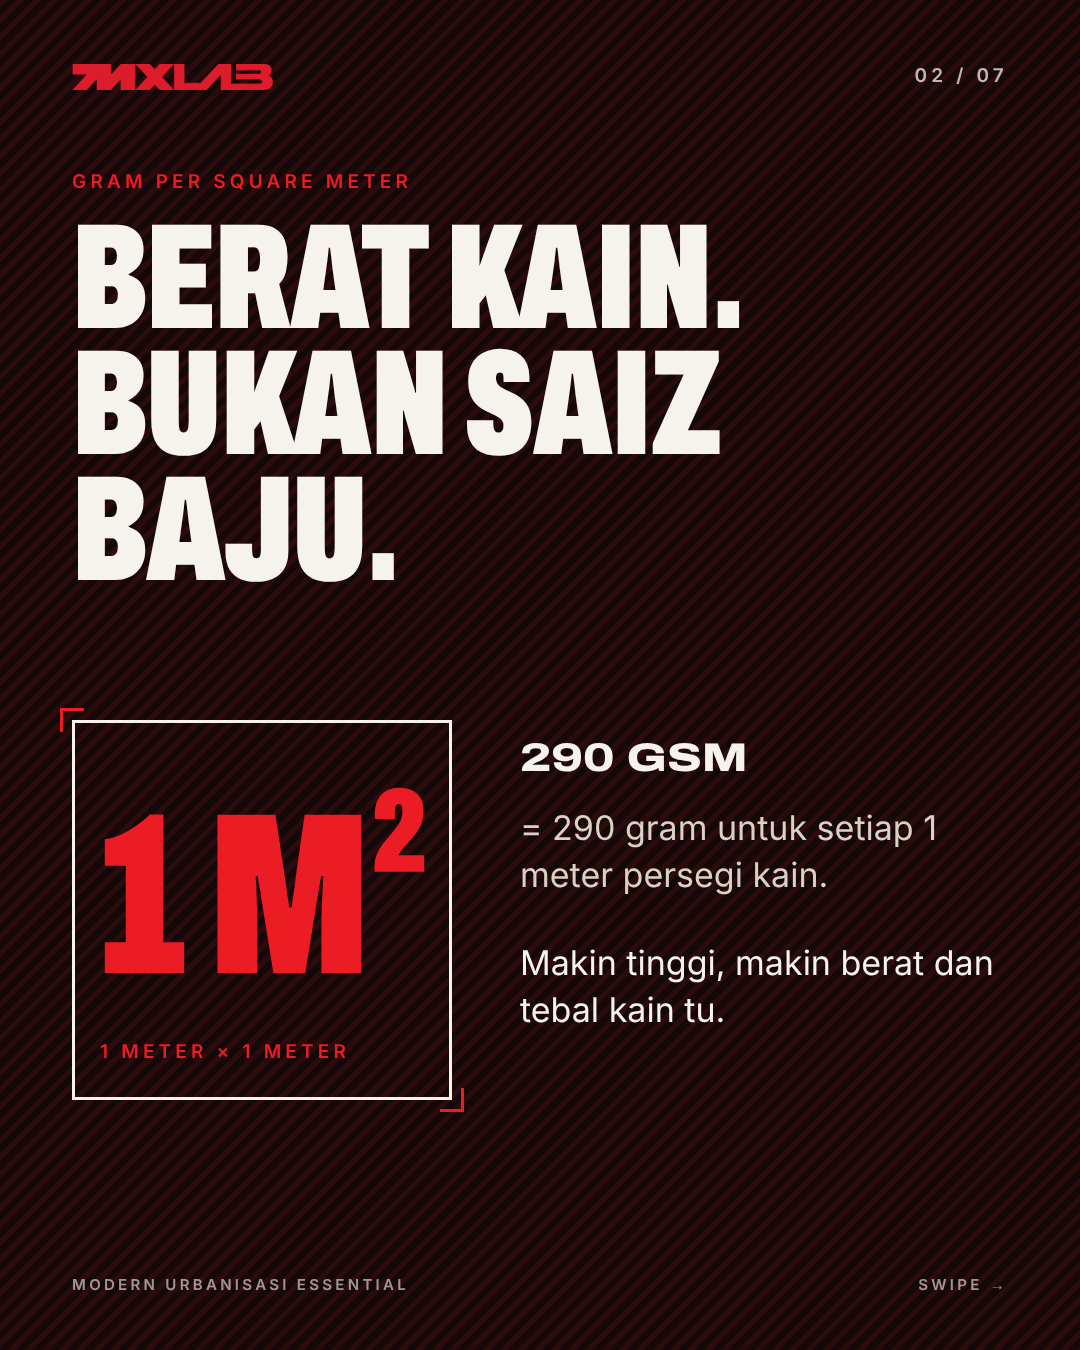 MXLAB
02 / 07
GRAM PER SQUARE METER
BERAT KAIN.
BUKAN SAIZ
BAJU.
1 M²
1 METER × 1 METER
290 GSM
= 290 gram untuk setiap 1
meter persegi kain.
Makin tinggi, makin berat dan
tebal kain tu.
MODERN URBANISASI ESSENTIAL
SWIPE →